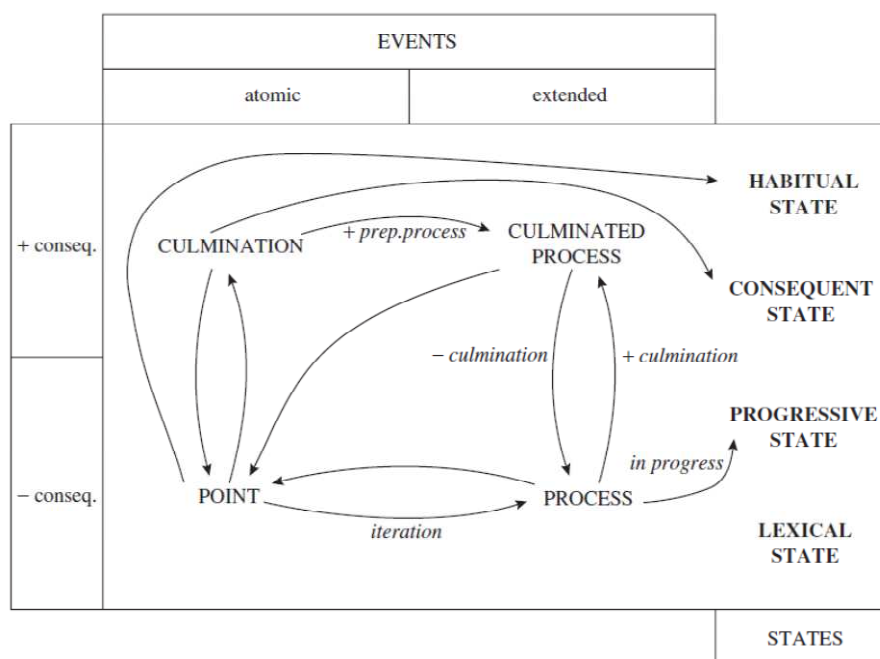 EVENTS
atomic
extended
HABITUAL
STATE
+ conseq.
CULMINATION
+ prep.process
CULMINATED
PROCESS
CONSEQUENT
STATE
– culmination
+ culmination
PROGRESSIVE
STATE
in progress
– conseq.
POINT
PROCESS
iteration
LEXICAL
STATE
STATES